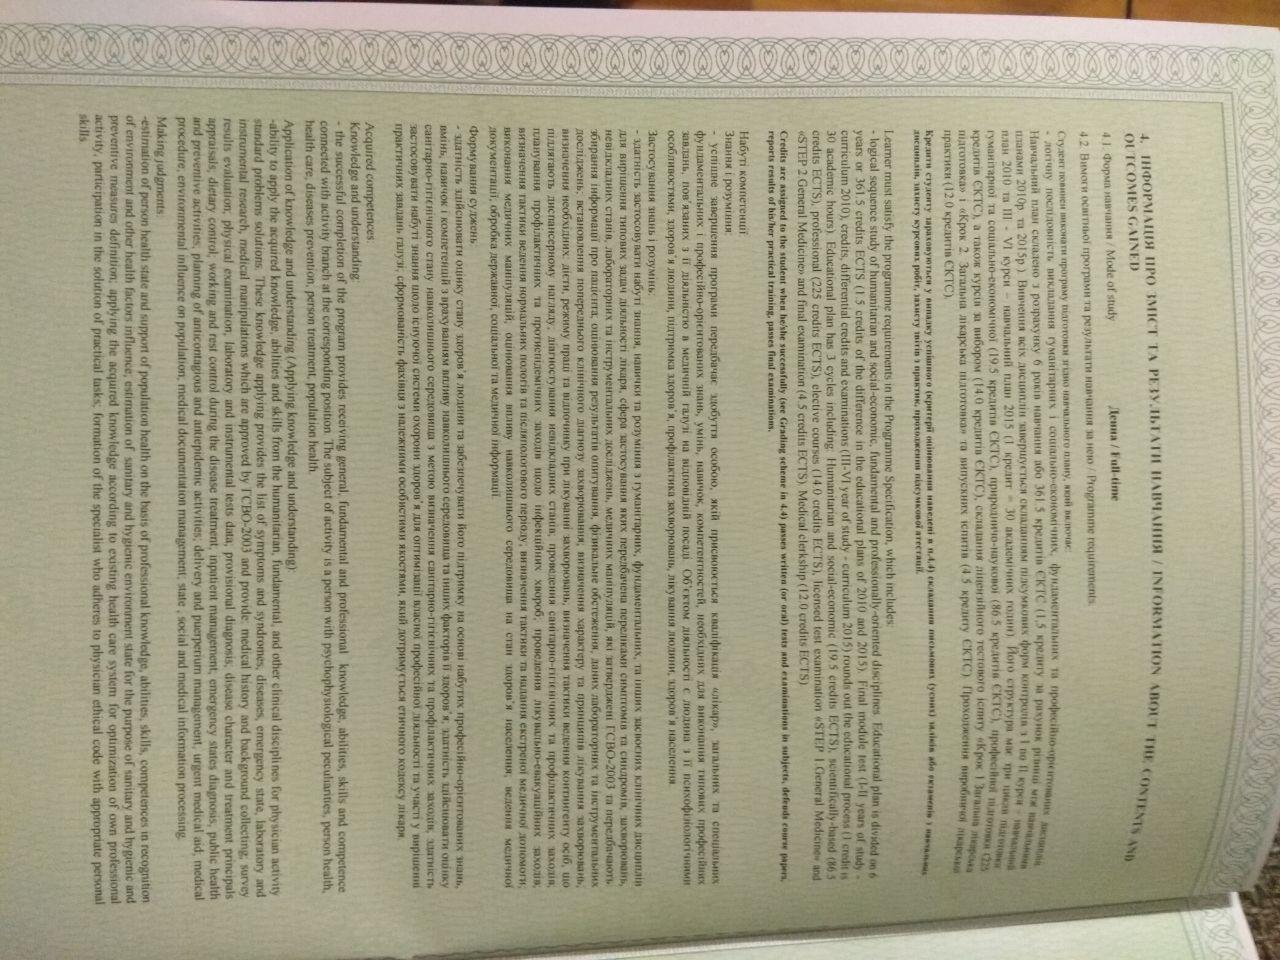 4. ІНФОРМАЦІЯ ПРО ЗМІСТ ТА РЕЗУЛЬТАТИ НАВЧАННЯ / INFORMATION ABOUT THE CONTENTS AND
OUTCOMES GAINED
4.1. Форма навчання / Mode of study Денна / Full-time
4.2. Вимоги освітньої програми та результати навчання за нею / Programme requirements.
Студент повинен виконати програму підготовки згідно навчального плану, який включає:
- логічну послідовність викладання гуманітарних і соціально-економічних, фундаментальних та професійно-орієнтованих дисциплін.
Навчальний план складено з розрахунку 6 років навчання або 361.5 кредитів ЄКТС (1.5 кредиту за рахунок різниці між навчальними
планами 2010р. та 2015р.). Вивчення всіх дисциплін завершується складанням підсумкових форм контролів з I по II курси - навчальний
план 2010 та III - VI курси – навчальний план 2015 (1 кредит = 30 академічних годин). Його структура має три цикли підготовки:
гуманітарної та соціально-економічної (19.5 кредитів ЄКТС), природничо-наукової (86.5 кредитів ЄКТС), професійної підготовки (225
кредитів ЄКТС), а також курси за вибором (14.0 кредитів ЄКТС), складання ліцензійного тестового іспиту «Крок 1 Загальна лікарська
підготовка» і «Крок 2. Загальна лікарська підготовка» та випускних іспитів (4.5 кредиту ЄКТС). Проходження виробничої лікарської
практики (12.0 кредитів ЄКТС).
Кредити студенту зараховуються у випадку успішного (критерії оцінювання наведені в п.4.4) складання письмових (усних) заліків або екзаменів з навчальних
дисциплін, захисту курсових робіт, захисту звітів з практик, проходження підсумкової атестації.
Learner must satisfy the Programme requirements in the Programme Specification, which includes:
- logical sequence study of humanitarian and social-economic, fundamental and professionally-oriented disciplines. Educational plan is divided on 6
years or 361.5 credits ECTS (1.5 credits ECTS of the difference in the educational plans of 2010 and 2015). Final module test (I-II years of study -
curriculum 2010), credits, differential credits and examinations (III-VI year of study - curriculum 2015) rounds out the educational process (1 credit is
30 academic hours). Educational plan has 3 cycles including: Humanitarian and social-economic (19.5 credits ECTS), scientifically-based (86.5
credits ECTS), professional (225 credits ECTS), elective courses (14.0 credits ECTS), licensed test examination «STEP 1.General Medicine» and
«STEP 2.General Medicine» and final examination (4.5 credits ECTS). Medical clerkship (12.0 credits ECTS).
Credits are assigned to the student when he/she successfully (see Grading scheme in 4.4) passes written (or oral) tests and examinations in subjects, defends course papers,
reports results of his/her practical training, passes final examinations.
Набуті компетенції:
Знання і розуміння:
- успішне завершення програми передбачає здобуття особою, якій присвоюється кваліфікація «лікар», загальних та спеціальних
фундаментальних і професійно-орієнтованих знань, умінь, навичок, компетентностей, необхідних для виконання типових професійних
завдань, пов'язаних з її діяльністю в медичній галузі на відповідній посаді. Об'єктом діяльності є людина з її психофізіологічними
особливостями, здоров'я людини, підтримка здоров'я, профілактика захворювань, лікування людини, здоров'я населення.
Застосування знань і розумінь:
- здатність застосовувати набуті знання, навички та розуміння з гуманітарних, фундаментальних, та інших засвоєних клінічних дисциплін
для вирішення типових задач діяльності лікаря, сфера застосування яких передбачена переліками симптомів та синдромів, захворювань,
невідкладних станів, лабораторних та інструментальних досліджень, медичних маніпуляцій, які затверджені ГСВО-2003 та передбачають
збирання інформації про пацієнта; оцінювання результатів опитування, фізикальне обстеження, даних лабораторних та інструментальних
досліджень; встановлення попереднього клінічного діагнозу захворювання, визначення характеру та принципів лікування захворювань;
визначення необхідних: дієти, режиму праці та відпочинку при лікуванні захворювань, визначення тактики ведення контингенту осіб, що
підлягають диспансерному нагляду; діагностування невідкладних станів, проведення санітарно-гігієнічних та профілактичних заходів,
планування профілактичних та протиепідемічних заходів щодо інфекційних хвороб; проведення лікувально-евакуаційних заходів,
визначення тактики ведення нормальних пологів та післяпологового періоду; визначення тактики та надання екстреної медичної допомоги;
виконання медичних маніпуляцій; оцінювання впливу навколишнього середовища на стан здоров'я населення; ведення медичної
документації; обробка державної, соціальної та медичної інформації.
Формування суджень:
- здатність здійснювати оцінку стану здоров'я людини та забезпечувати його підтримку на основі набутих професійно-орієнтованих знань,
вмінь, навичок і компетенцій з врахуванням впливу навколишнього середовища та інших факторів її здоров'я, здатність здійснювати оцінку
санітарно-гігієнічного стану навколишнього середовища з метою визначення санітарно-гігієнічних та профілактичних заходів, здатність
застосовувати набуті знання щодо існуючої системи охорони здоров'я для оптимізації власної професійної діяльності та участі у вирішенні
практичних завдань галузі; сформованість фахівця з належними особистими якостями, який дотримується етичного кодексу лікаря.
Acquired competences.
Knowledge and understanding:
- the successful completion of the program provides receiving general, fundamental and professional knowledge, abilities, skills and competence
connected with activity branch at the corresponding position. The subject of activity is a person with psychophysiological peculiarities, person health,
health care, diseases prevention, person treatment, population health.
Application of knowledge and understanding (Applying knowledge and understanding):
-ability to apply the acquired knowledge, abilities and skills from the humanitarian, fundamental, and other clinical disciplines for physician activity
standard problems solutions. These knowledge applying provides the list of symptoms and syndromes, diseases, emergency state, laboratory and
instrumental research, medical manipulations which are approved by ГСВО-2003 and provide: medical history and background collecting; survey
results evaluation; physical examination, laboratory and instrumental tests data; provisional diagnosis; disease character and treatment principals
appraisals; dietary control; working and rest control during the disease treatment; inpatient management; emergency states diagnosis; public health
and preventive activities; planning of anticontagious and antiepidemic activities; delivery and puerperium management; urgent medical aid; medical
procedure; environmental influence on population; medical documentation management; state , social and medical information processing.
Making judgments:
-estimation of person health state and support of population health on the basis of professional knowledge, abilities, skills, competences in recognition
of environment and other health factors influence; estimation of sanitary and hygienic environment state for the purpose of sanitary and hygienic and
preventive measures definition; applying the acquired knowledge according to existing health care system for optimization of own professional
activity, participation in the solution of practical tasks; formation of the specialist who adheres to physician ethical code with appropriate personal
skills.